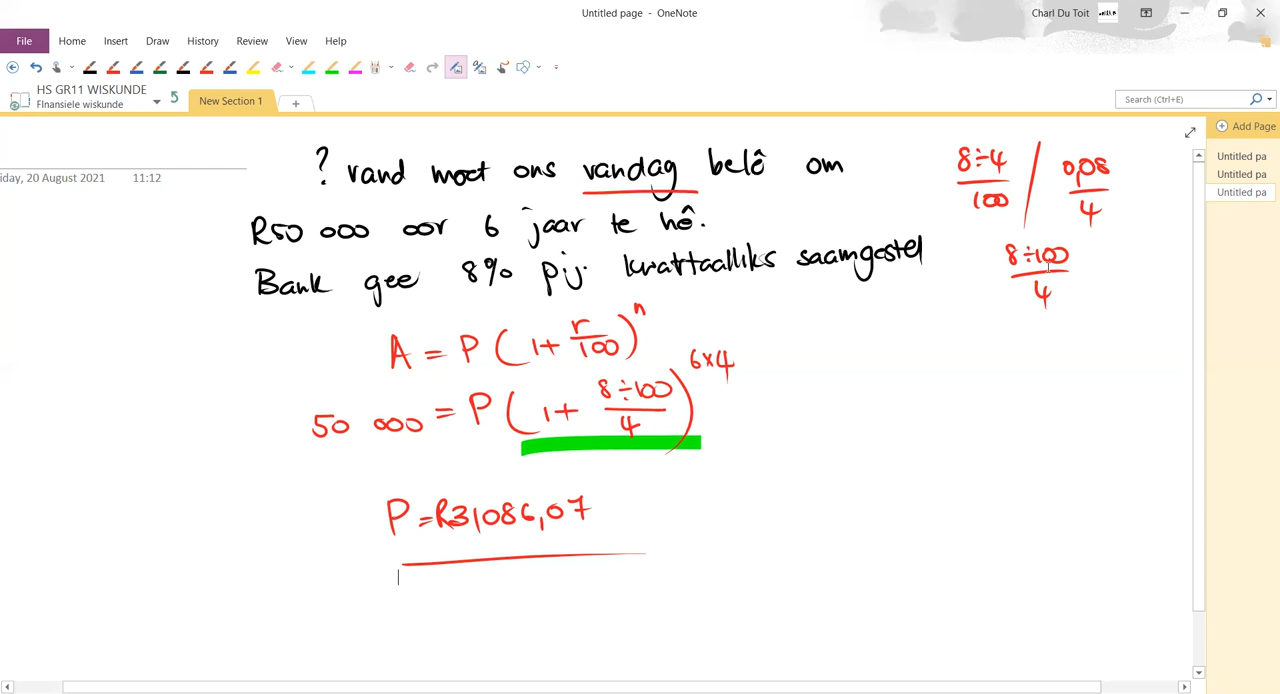 Untitled page - OneNote
Charl Du Toit
File Home Insert Draw History Review View Help
HS GR11 WISKUNDE
FInansiele wiskunde
New Section 1
+
Search (Ctrl+E)
Add Page
Untitled pa
Untitled pa
Untitled pa
iday, 20 August 2021 11:12
? rand moet ons vandag belê om
R50 000 oor 6 jaar te hê.
Bank gee 8% p.j. kwartaalliks saamgestel
8÷4/100 / 0,08/4
8÷100/4
A = P(1+r/100)^n
50 000 = P(1+8÷100/4)^6×4
P=R31086,07